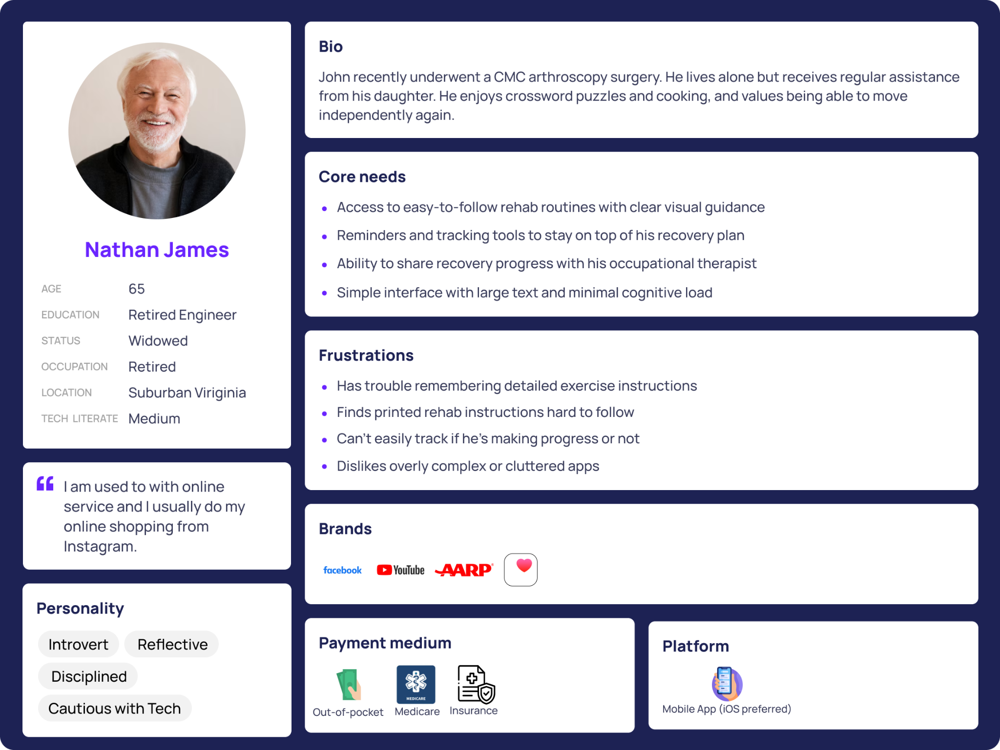 Nathan James
AGE 65
EDUCATION Retired Engineer
STATUS Widowed
OCCUPATION Retired
LOCATION Suburban Viriginia
TECH LITERATE Medium
“ I am used to with online
service and I usually do my
online shopping from
Instagram.
Personality
Introvert Reflective
Disciplined
Cautious with Tech
Bio
John recently underwent a CMC arthroscopy surgery. He lives alone but receives regular assistance
from his daughter. He enjoys crossword puzzles and cooking, and values being able to move
independently again.
Core needs
• Access to easy-to-follow rehab routines with clear visual guidance
• Reminders and tracking tools to stay on top of his recovery plan
• Ability to share recovery progress with his occupational therapist
• Simple interface with large text and minimal cognitive load
Frustrations
• Has trouble remembering detailed exercise instructions
• Finds printed rehab instructions hard to follow
• Can’t easily track if he’s making progress or not
• Dislikes overly complex or cluttered apps
Brands
facebook YouTube AARP®
Payment medium
MEDICARE
Out-of-pocket Medicare Insurance
Platform
Mobile App (iOS preferred)